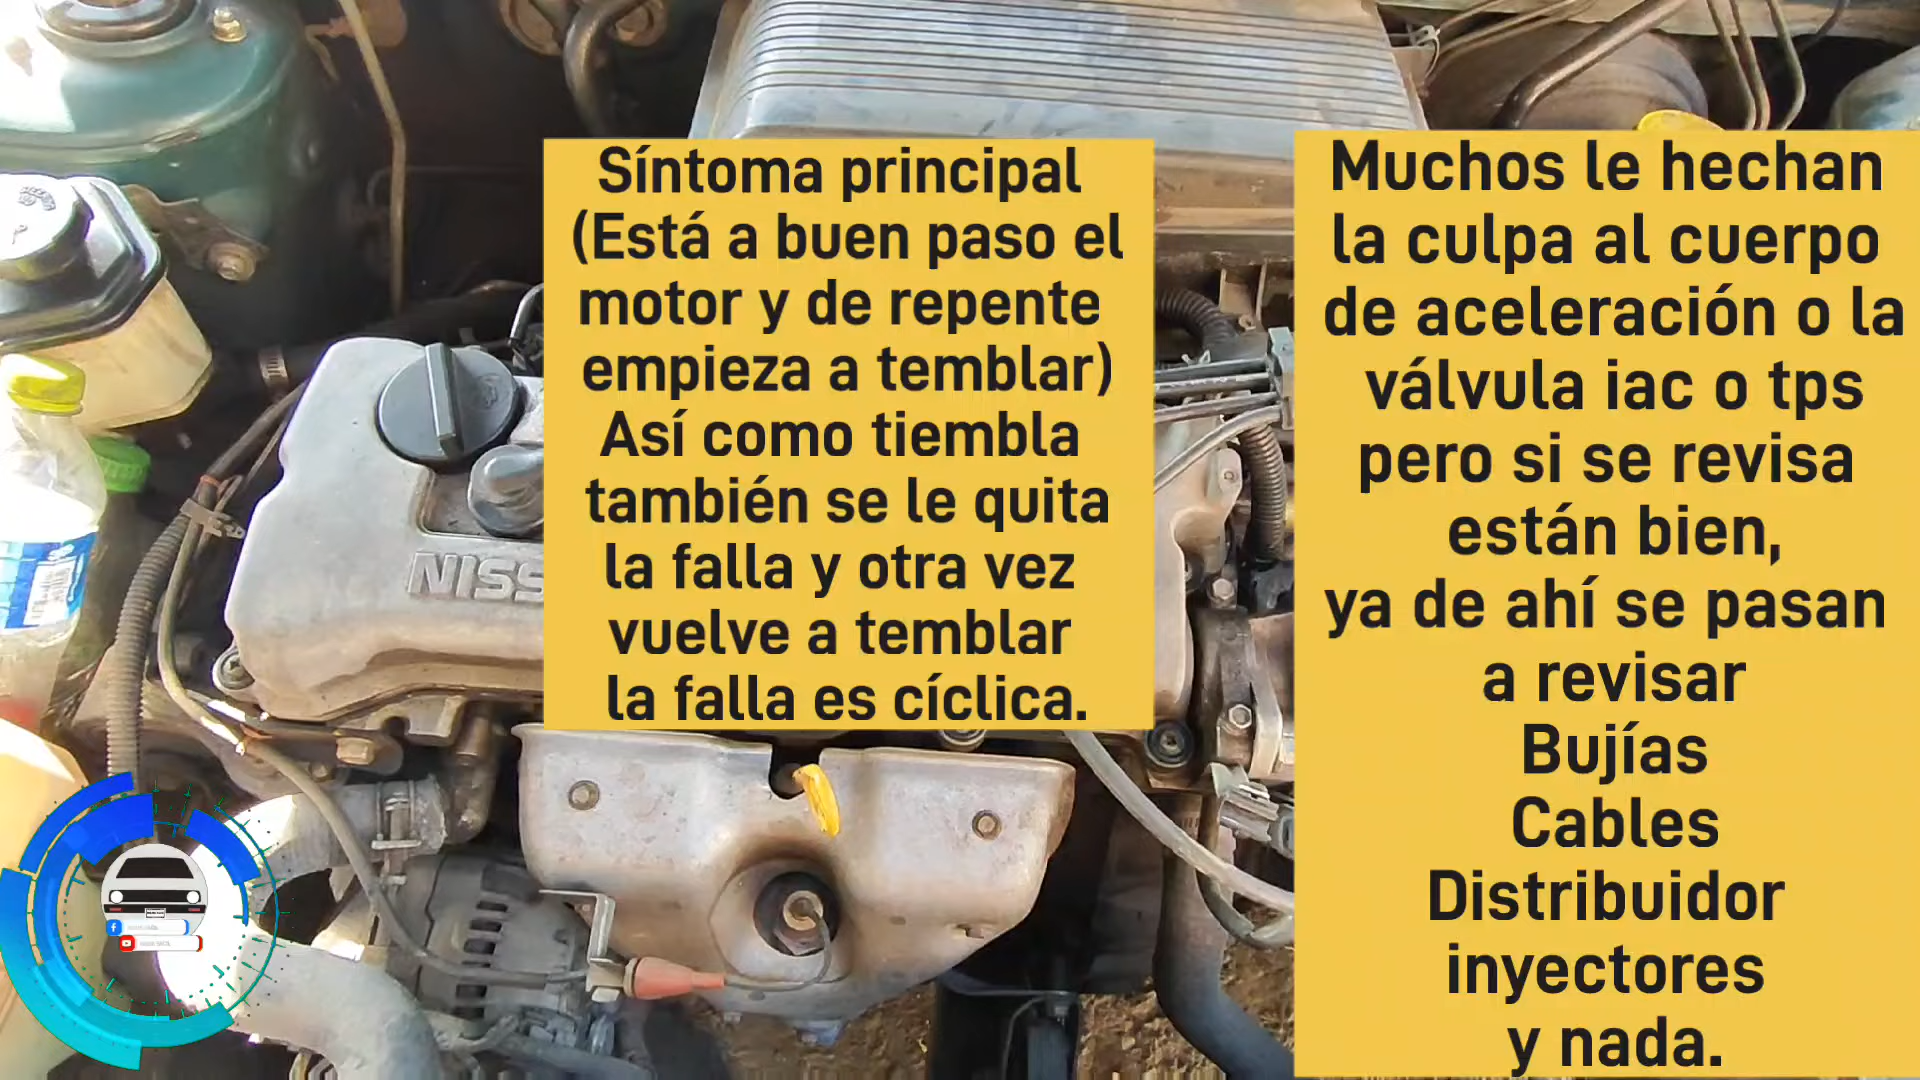 Síntoma principal
(Está a buen paso el
motor y de repente
empieza a temblar)
Así como tiembla
también se le quita
la falla y otra vez
vuelve a temblar
la falla es cíclica.
Muchos le hechan
la culpa al cuerpo
de aceleración o la
válvula iac o tps
pero si se revisa
están bien,
ya de ahí se pasan
a revisar
Bujías
Cables
Distribuidor
inyectores
y nada.
NISS